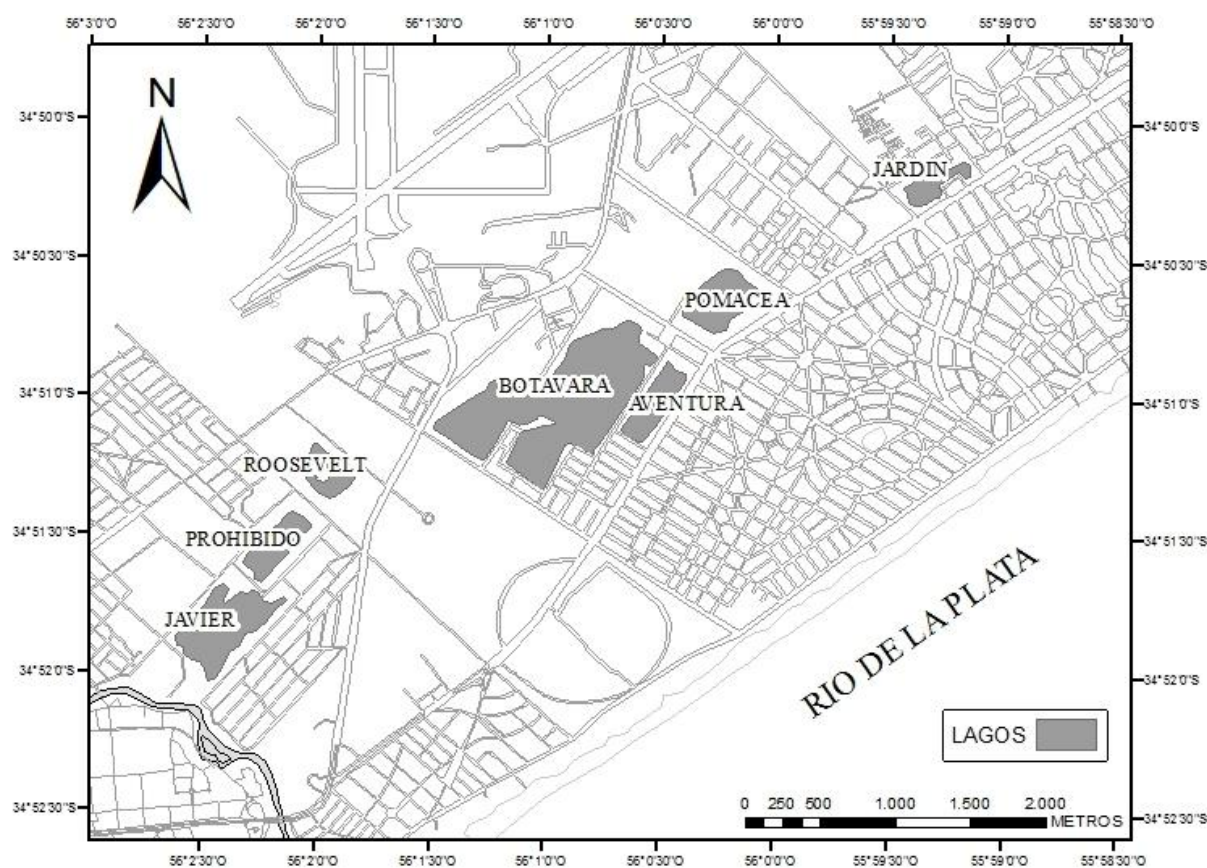 56°3'0"O 56°2'30"O 56°2'0"O 56°1'30"O 56°1'0"O 56°0'30"O 56°0'0"O 55°59'30"O 55°59'0"O 55°58'30"O
N
34°50'0"S 34°50'0"S
JARDIN
34°50'30"S 34°50'30"S
POMACEA
34°51'0"S BOTAVARA 34°51'0"S
AVENTURA
ROOSEVELT
34°51'30"S 34°51'30"S
PROHIBIDO
JAVIER
RIO DE LA PLATA
34°52'0"S 34°52'0"S
LAGOS
34°52'30"S 34°52'30"S
0 250 500 1.000 1.500 2.000
METROS
56°2'30"O 56°2'0"O 56°1'30"O 56°1'0"O 56°0'30"O 56°0'0"O 55°59'30"O 55°59'0"O 55°58'30"O